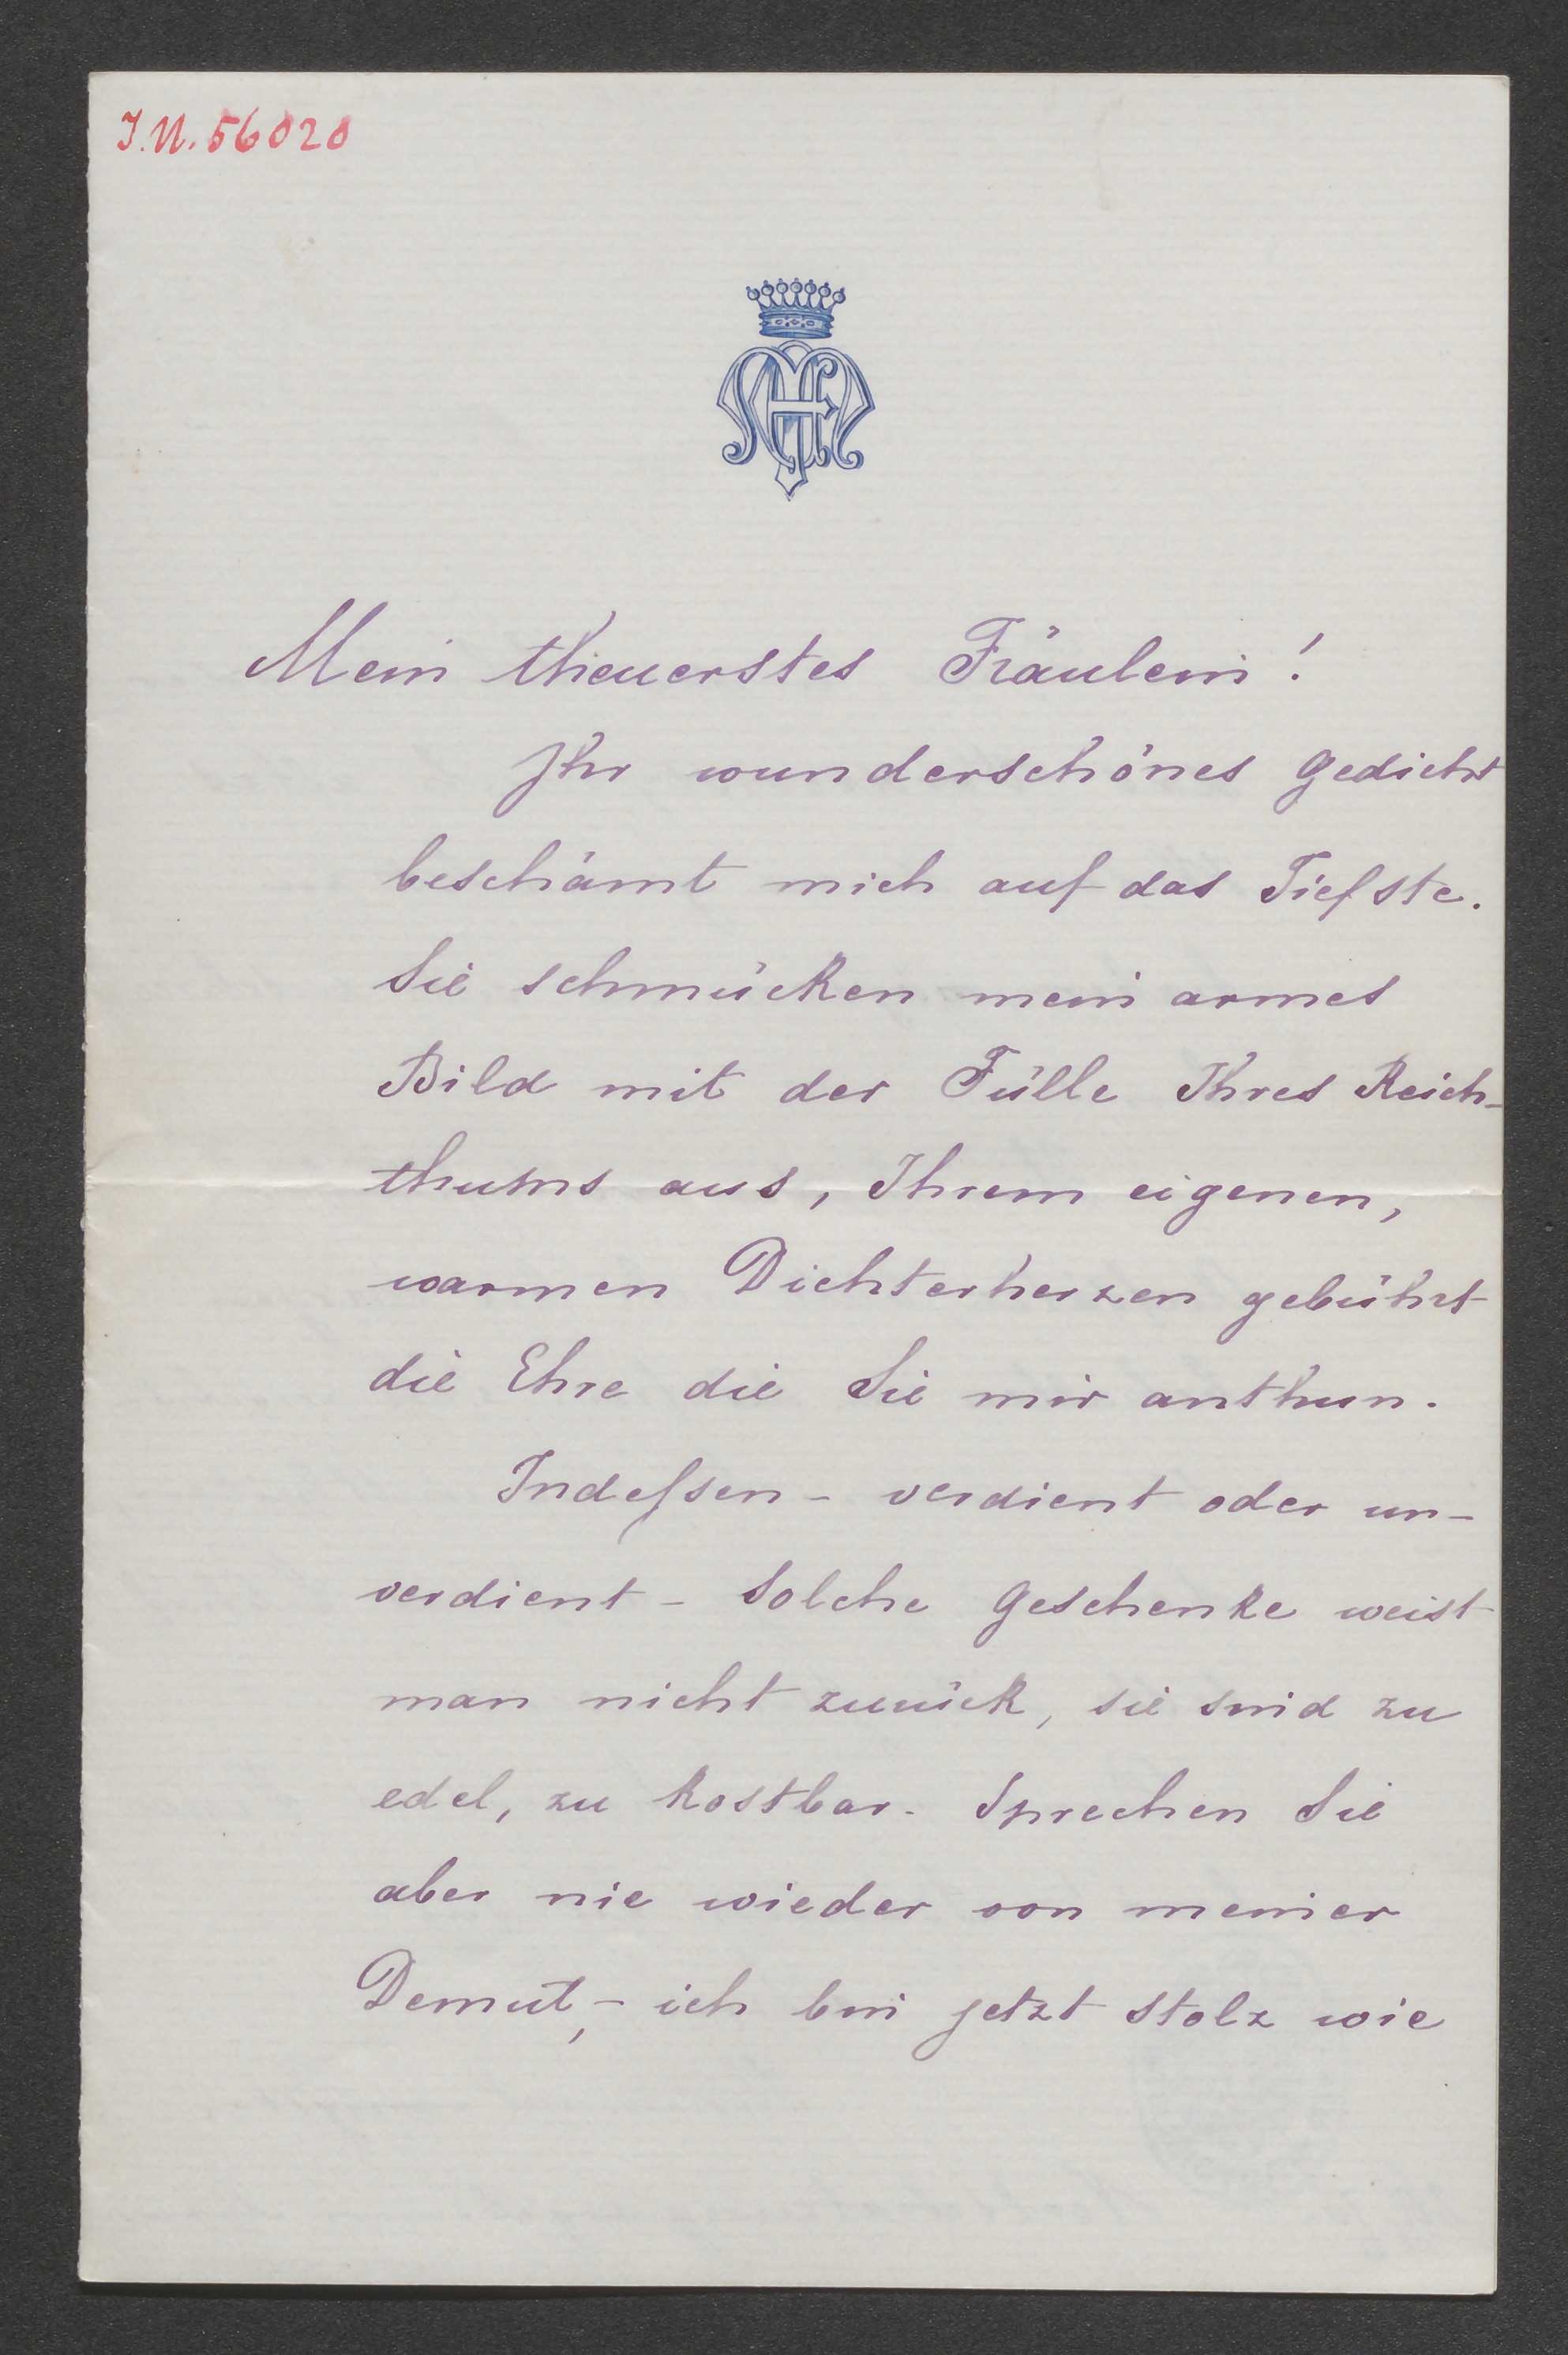 J.N. 56020
Mein theuerstes Fräulein!
Ihr wunderschönes Gedicht
beschämt mich auf das Tiefste.
Sie schmücken mein armes
Bild mit der Fülle Ihres Reich-
thums aus, Ihrem eigenen,
warmen Dichterherzen gebührt
die Ehre die Sie mir anthun.
Indeſsen - verdient oder un-
verdient - solche Geschenke weist
man nicht zurück, sie sind zu
edel, zu kostbar. Sprechen Sie
aber nie wieder von meiner
Demut, - ich bin jetzt stolz wie